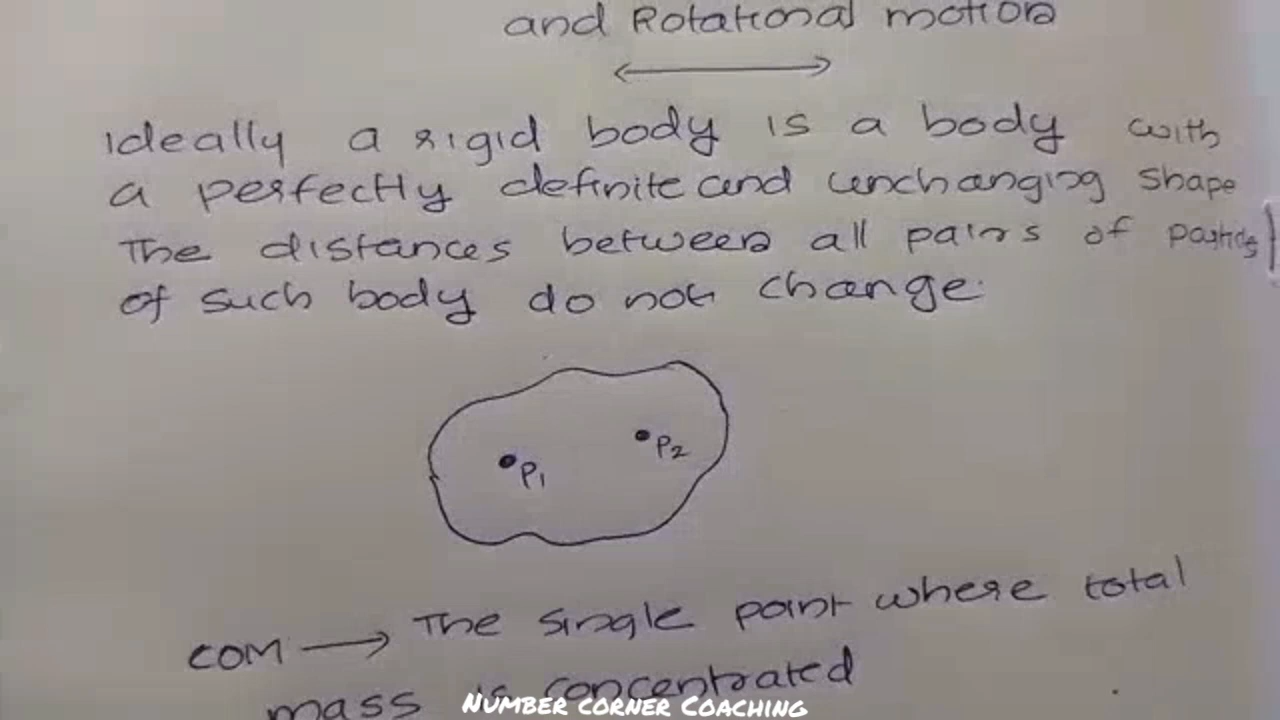 and Rotational motion
Ideally a rigid body is a body with
a perfectly definite and unchanging shape
The distances between all pairs of particles
of such body do not change.
P1
P2
COM → The single point where total
mass is concentrated
NUMBER CORNER COACHING